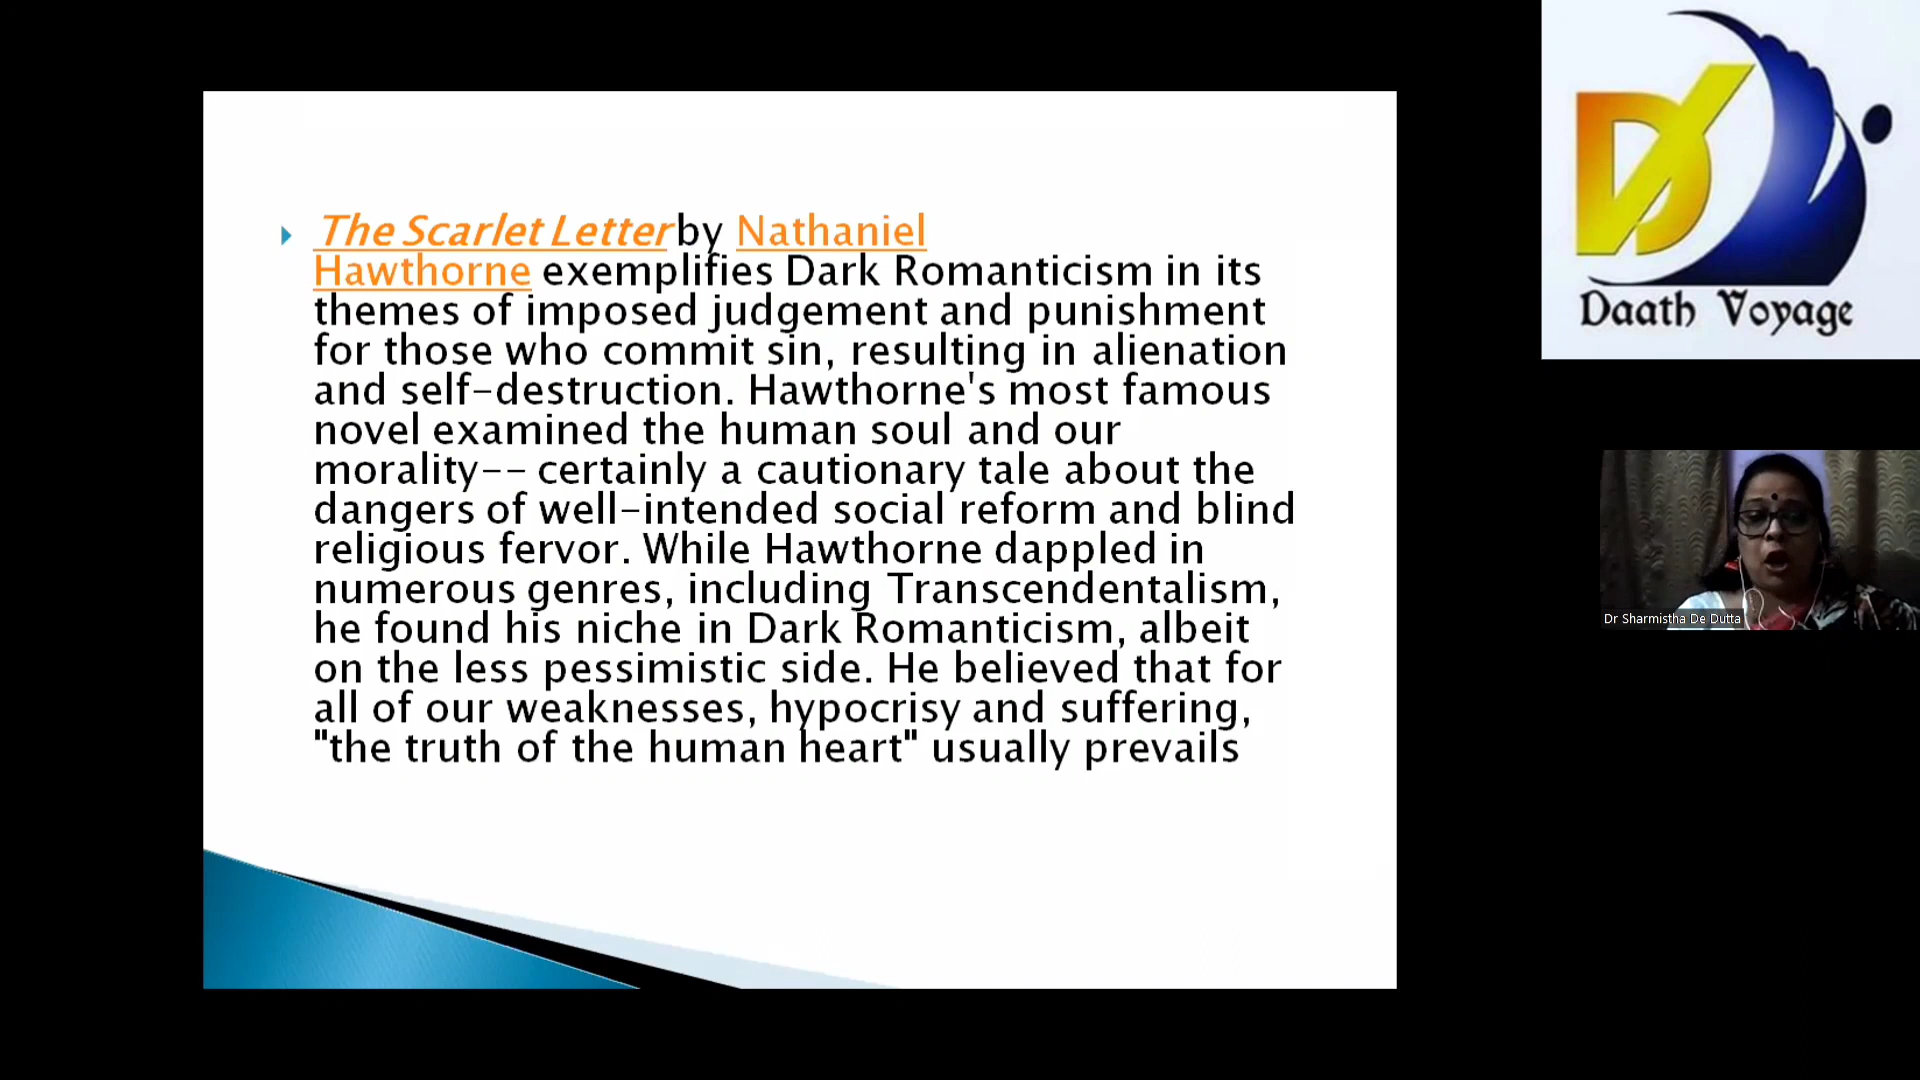 The Scarlet Letter by Nathaniel
Hawthorne exemplifies Dark Romanticism in its
themes of imposed judgement and punishment
for those who commit sin, resulting in alienation
and self-destruction. Hawthorne's most famous
novel examined the human soul and our
morality-- certainly a cautionary tale about the
dangers of well-intended social reform and blind
religious fervor. While Hawthorne dappled in
numerous genres, including Transcendentalism,
he found his niche in Dark Romanticism, albeit
on the less pessimistic side. He believed that for
all of our weaknesses, hypocrisy and suffering,
"the truth of the human heart" usually prevails
Daath Voyage
Dr Sharmistha De Dutta